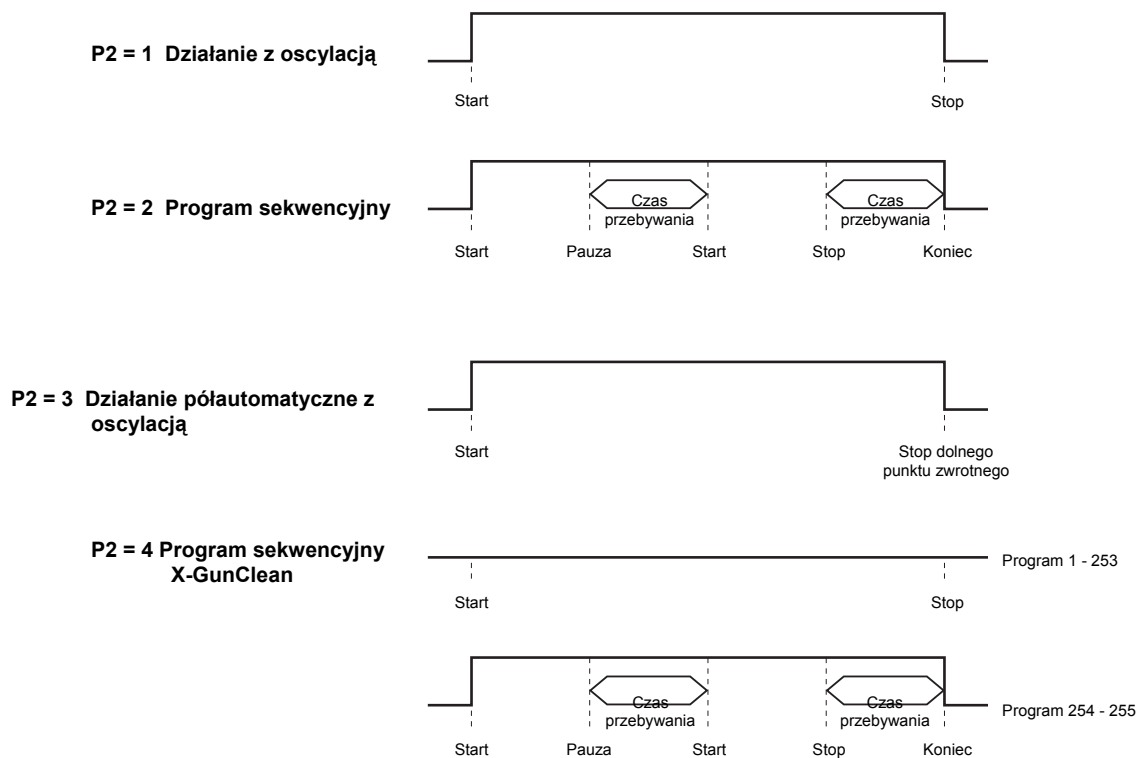 P2 = 1 Działanie z oscylacją
Start
Stop
P2 = 2 Program sekwencyjny
Czas
przebywania
Czas
przebywania
Start
Pauza
Start
Stop
Koniec
P2 = 3 Działanie półautomatyczne z
oscylacją
Start
Stop dolnego
punktu zwrotnego
P2 = 4 Program sekwencyjny
X-GunClean
Program 1 - 253
Start
Stop
Czas
przebywania
Czas
przebywania
Program 254 - 255
Start
Pauza
Start
Stop
Koniec